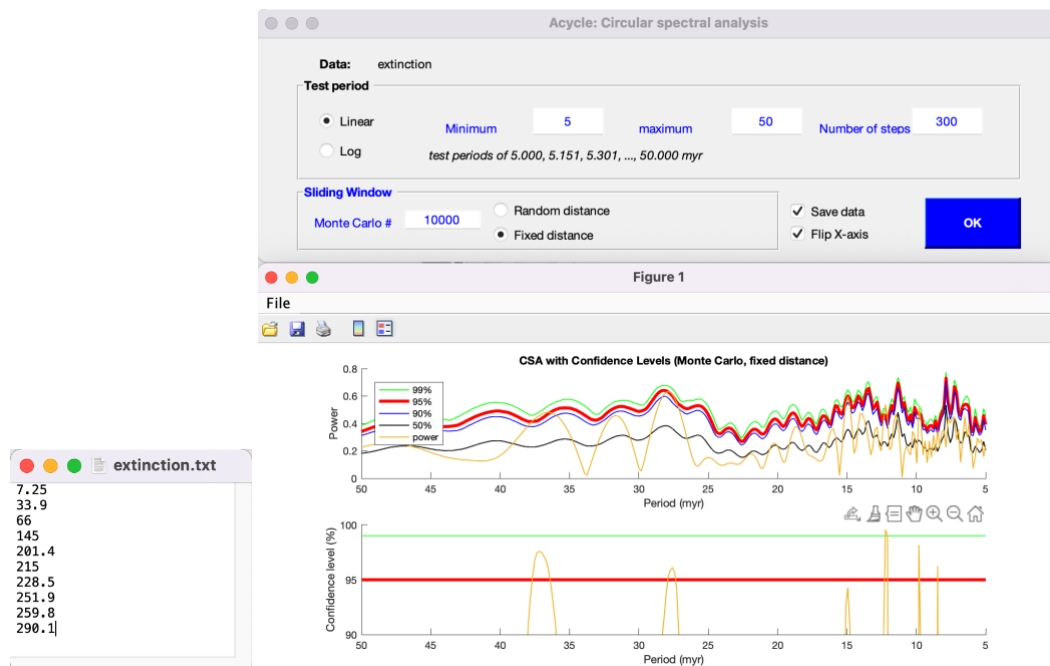 Acycle: Circular spectral analysis
Data: extinction
Test period
Linear
Minimum 5 maximum 50 Number of steps 300
Log
test periods of 5.000, 5.151, 5.301, ..., 50.000 myr
Sliding Window
Monte Carlo # 10000
Random distance
Fixed distance
Save data
Flip X-axis
OK
Figure 1
File
CSA with Confidence Levels (Monte Carlo, fixed distance)
0.8
0.6
0.4
0.2
0
Power
99%
95%
90%
50%
power
50 45 40 35 30 25 20 15 10 5
Period (myr)
100
95
90
Confidence level (%)
50 45 40 35 30 25 20 15 10 5
Period (myr)
extinction.txt
7.25
33.9
66
145
201.4
215
228.5
251.9
259.8
290.1